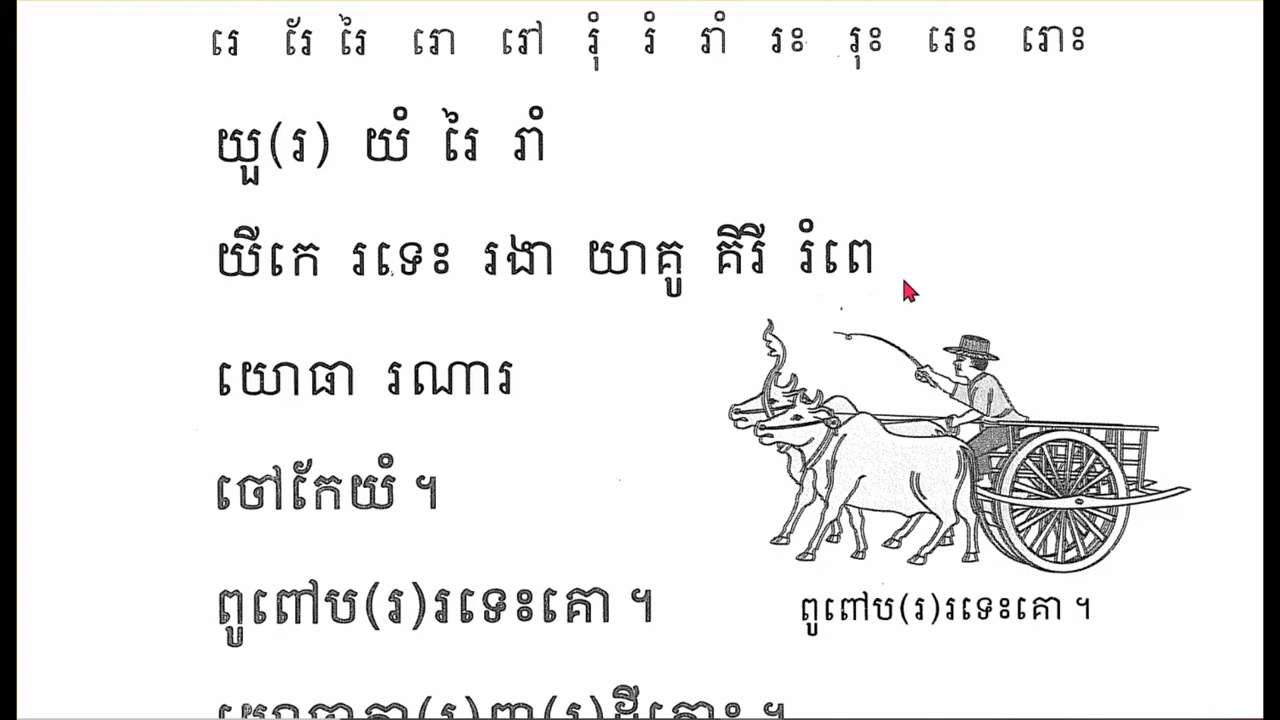 រេ រែ រៃ រោ រៅ រុំ រំ រាំ រះ រុះ រេះ រោះ
យួ(រ) យំ រៃ រាំ
យីកេ រទេះ រងា យាគូ គិរី រំពេ
យោធា រណារ
ចៅកែយំ ។
ពូពៅប(រ)រទេះគោ ។
ពូពៅប(រ)រទេះគោ ។